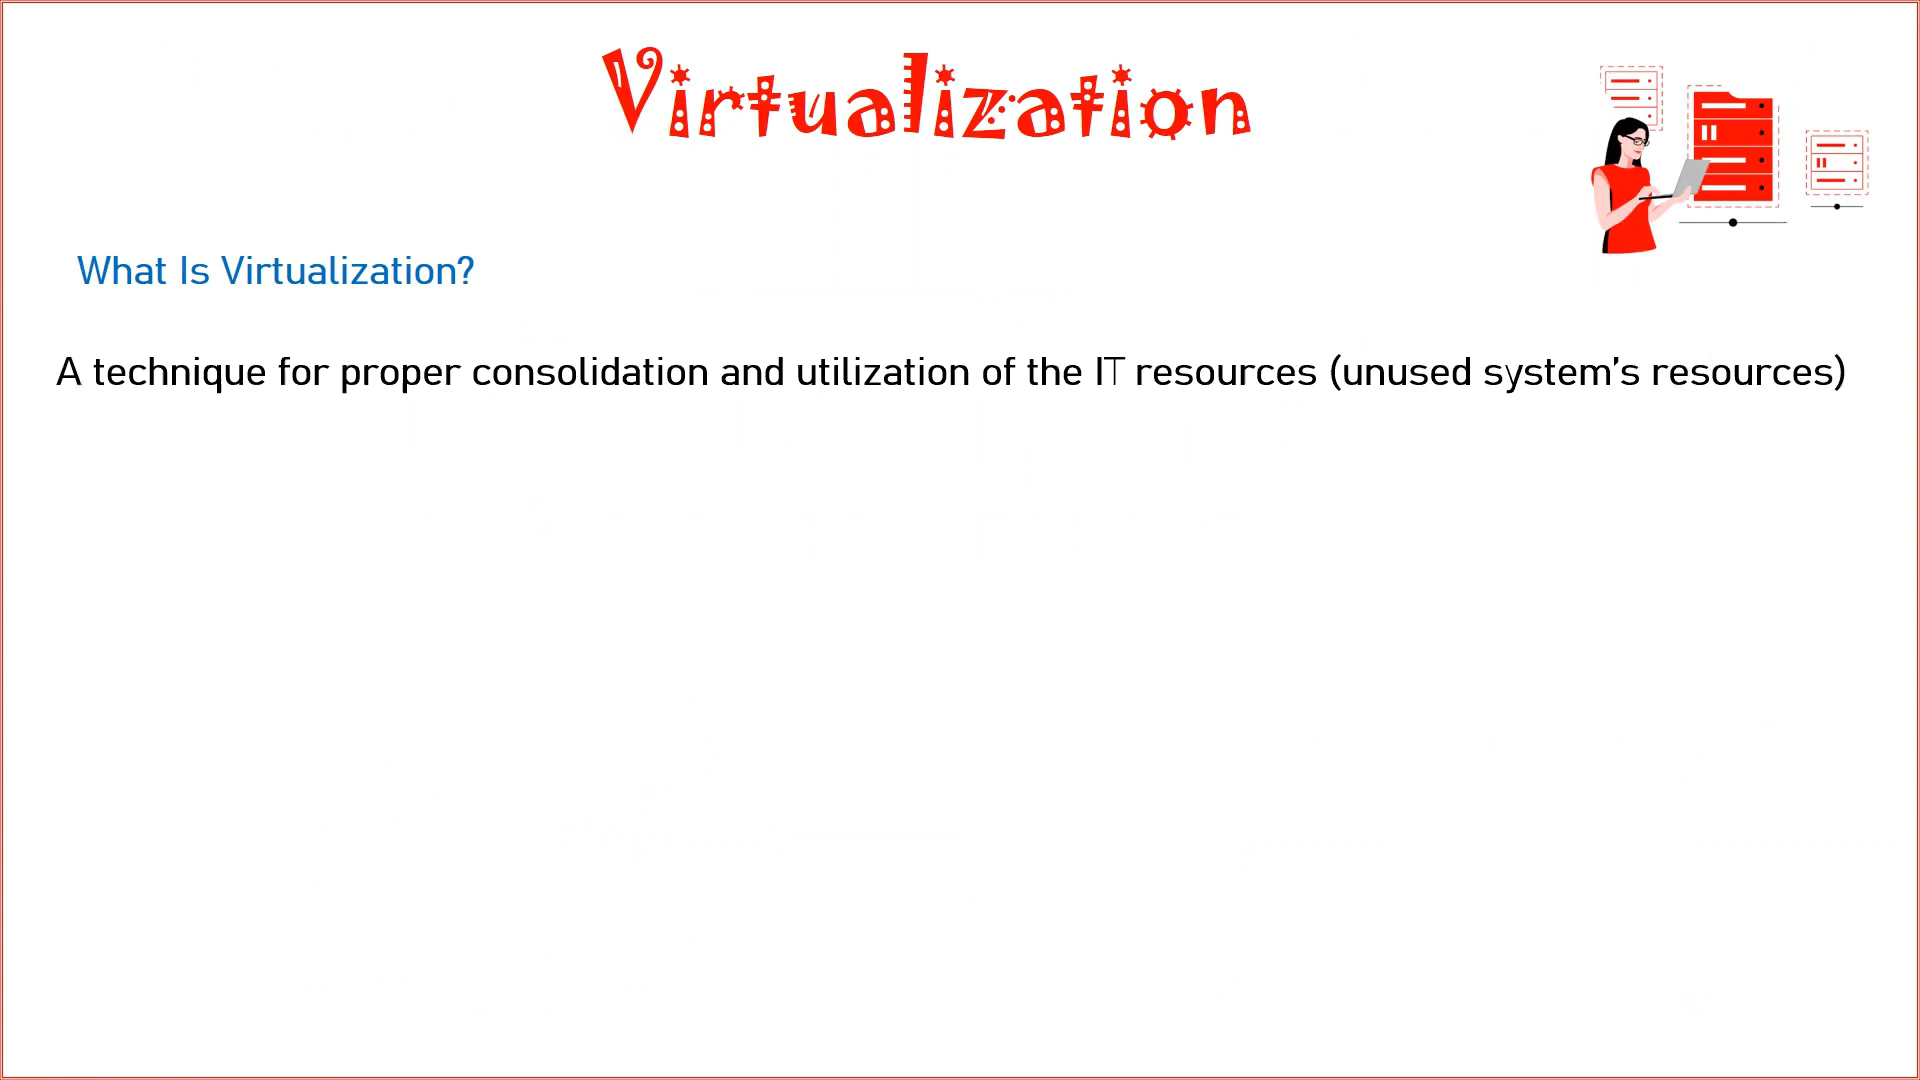 Virtualization
What Is Virtualization?
A technique for proper consolidation and utilization of the IT resources (unused system’s resources)